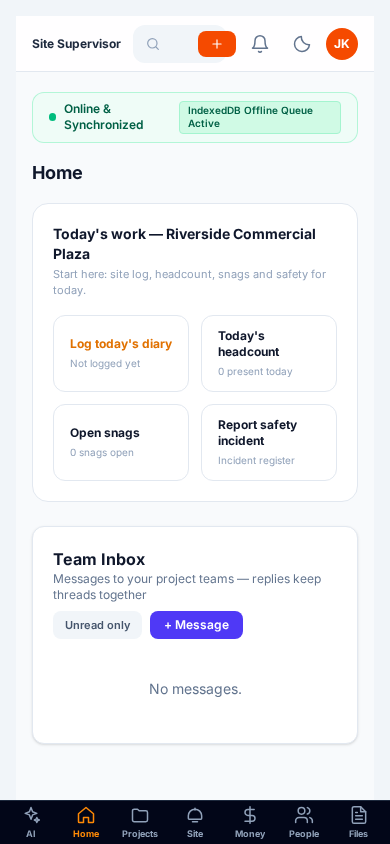 Site Supervisor
JK
Online &
Synchronized
IndexedDB Offline Queue
Active
Home
Today's work — Riverside Commercial
Plaza
Start here: site log, headcount, snags and safety for
today.
Log today's diary
Not logged yet
Today's
headcount
0 present today
Open snags
0 snags open
Report safety
incident
Incident register
Team Inbox
Messages to your project teams — replies keep
threads together
Unread only
+ Message
No messages.
AI
Home
Projects
Site
Money
People
Files